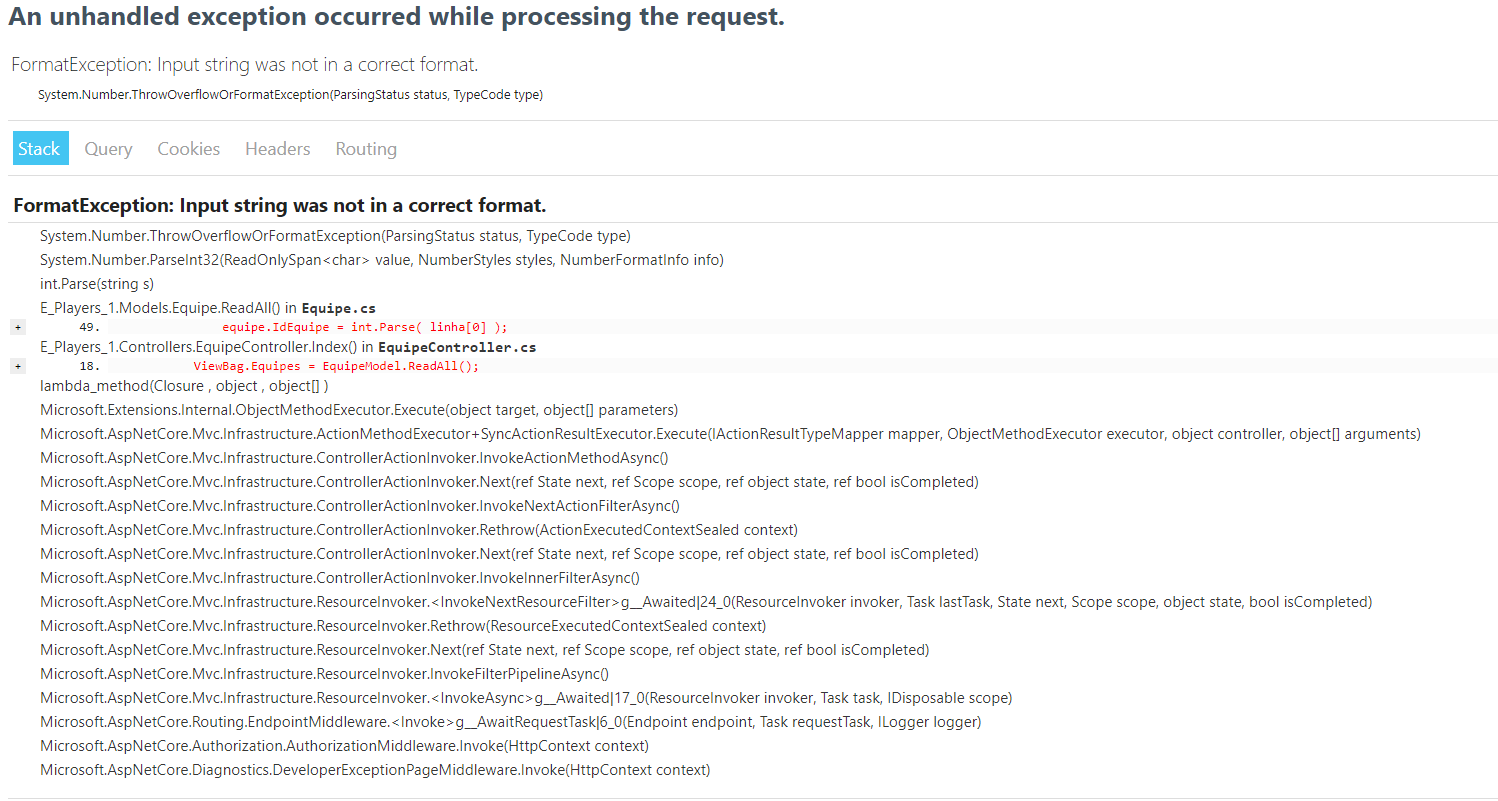 An unhandled exception occurred while processing the request.
FormatException: Input string was not in a correct format.
System.Number.ThrowOverflowOrFormatException(ParsingStatus status, TypeCode type)
Stack Query Cookies Headers Routing
FormatException: Input string was not in a correct format.
System.Number.ThrowOverflowOrFormatException(ParsingStatus status, TypeCode type)
System.Number.ParseInt32(ReadOnlySpan<char> value, NumberStyles styles, NumberFormatInfo info)
int.Parse(string s)
E_Players_1.Models.Equipe.ReadAll() in Equipe.cs
+ 49. equipe.IdEquipe = int.Parse( linha[0] );
E_Players_1.Controllers.EquipeController.Index() in EquipeController.cs
+ 18. ViewBag.Equipes = EquipeModel.ReadAll();
lambda_method(Closure , object , object[] )
Microsoft.Extensions.Internal.ObjectMethodExecutor.Execute(object target, object[] parameters)
Microsoft.AspNetCore.Mvc.Infrastructure.ActionMethodExecutor+SyncActionResultExecutor.Execute(IActionResultTypeMapper mapper, ObjectMethodExecutor executor, object controller, object[] arguments)
Microsoft.AspNetCore.Mvc.Infrastructure.ControllerActionInvoker.InvokeActionMethodAsync()
Microsoft.AspNetCore.Mvc.Infrastructure.ControllerActionInvoker.Next(ref State next, ref Scope scope, ref object state, ref bool isCompleted)
Microsoft.AspNetCore.Mvc.Infrastructure.ControllerActionInvoker.InvokeNextActionFilterAsync()
Microsoft.AspNetCore.Mvc.Infrastructure.ControllerActionInvoker.Rethrow(ActionExecutedContextSealed context)
Microsoft.AspNetCore.Mvc.Infrastructure.ControllerActionInvoker.Next(ref State next, ref Scope scope, ref object state, ref bool isCompleted)
Microsoft.AspNetCore.Mvc.Infrastructure.ControllerActionInvoker.InvokeInnerFilterAsync()
Microsoft.AspNetCore.Mvc.Infrastructure.ResourceInvoker.<InvokeNextResourceFilter>g__Awaited|24_0(ResourceInvoker invoker, Task lastTask, State next, Scope scope, object state, bool isCompleted)
Microsoft.AspNetCore.Mvc.Infrastructure.ResourceInvoker.Rethrow(ResourceExecutedContextSealed context)
Microsoft.AspNetCore.Mvc.Infrastructure.ResourceInvoker.Next(ref State next, ref Scope scope, ref object state, ref bool isCompleted)
Microsoft.AspNetCore.Mvc.Infrastructure.ResourceInvoker.InvokeFilterPipelineAsync()
Microsoft.AspNetCore.Mvc.Infrastructure.ResourceInvoker.<InvokeAsync>g__Awaited|17_0(ResourceInvoker invoker, Task task, IDisposable scope)
Microsoft.AspNetCore.Routing.EndpointMiddleware.<Invoke>g__AwaitRequestTask|6_0(Endpoint endpoint, Task requestTask, ILogger logger)
Microsoft.AspNetCore.Authorization.AuthorizationMiddleware.Invoke(HttpContext context)
Microsoft.AspNetCore.Diagnostics.DeveloperExceptionPageMiddleware.Invoke(HttpContext context)